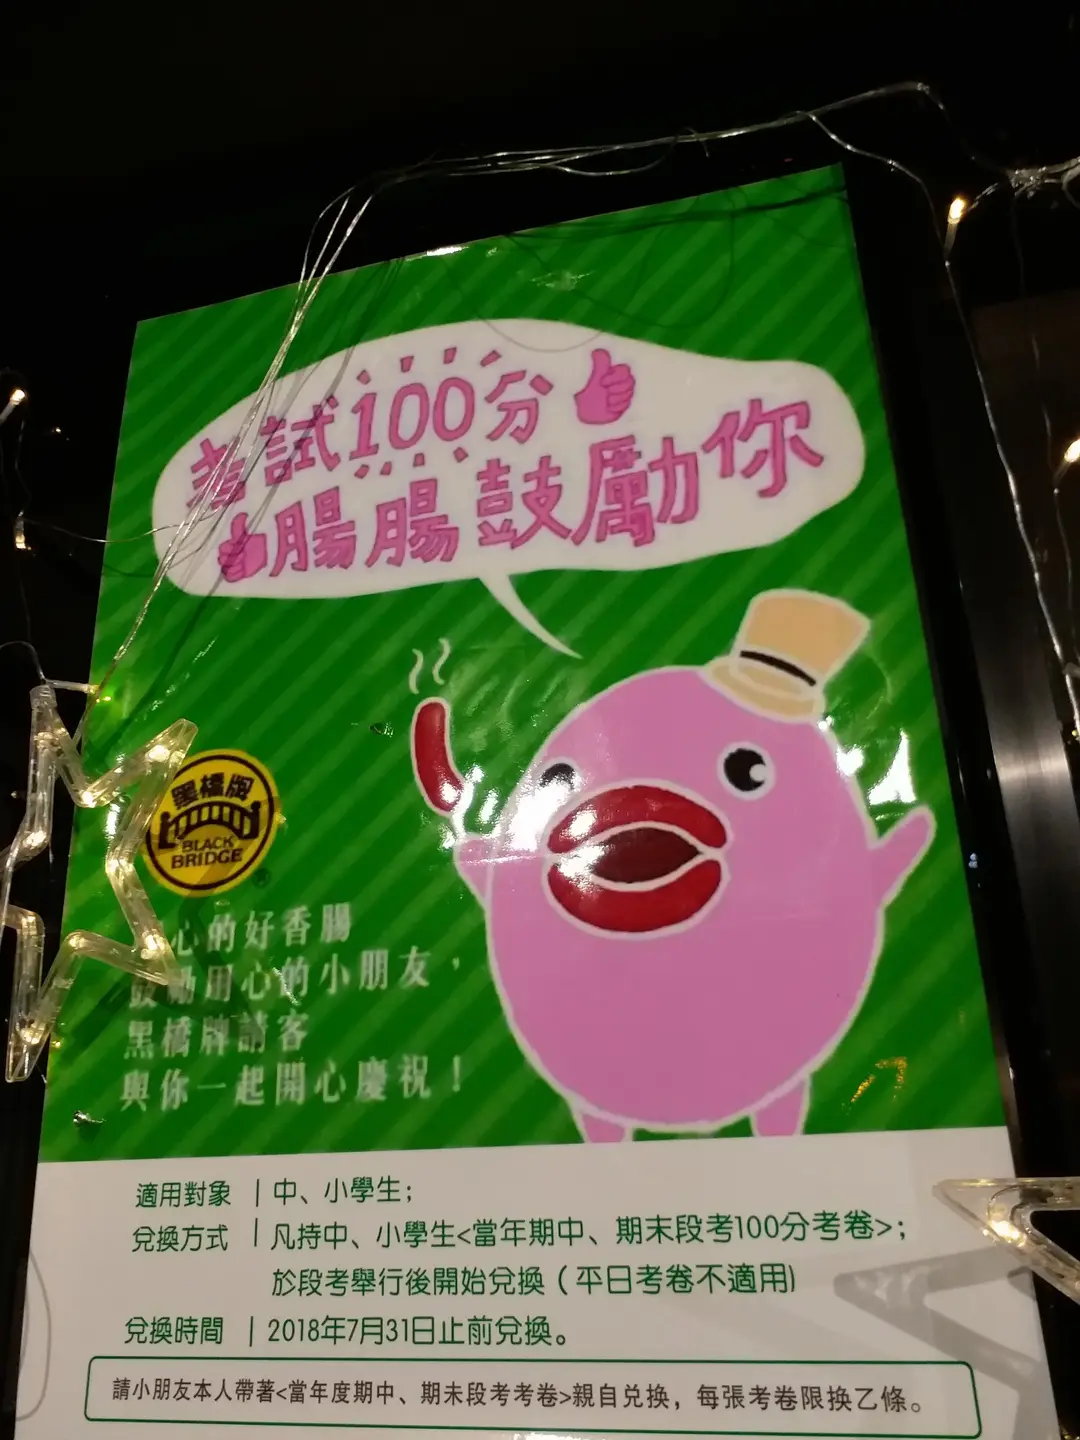 考試100分
腸腸鼓勵你
黑橋牌
BLACK
BRIDGE
®
心的好香腸
鼓勵用心的小朋友，
黑橋牌請客
與你一起開心慶祝！
適用對象｜中、小學生；
兌換方式｜凡持中、小學生<當年期中、期末段考100分考卷>；
於段考舉行後開始兌換（平日考卷不適用）
兌換時間｜2018年7月31日止前兌換。
請小朋友本人帶著<當年度期中、期末段考考卷>親自兌換，每張考卷限換乙條。